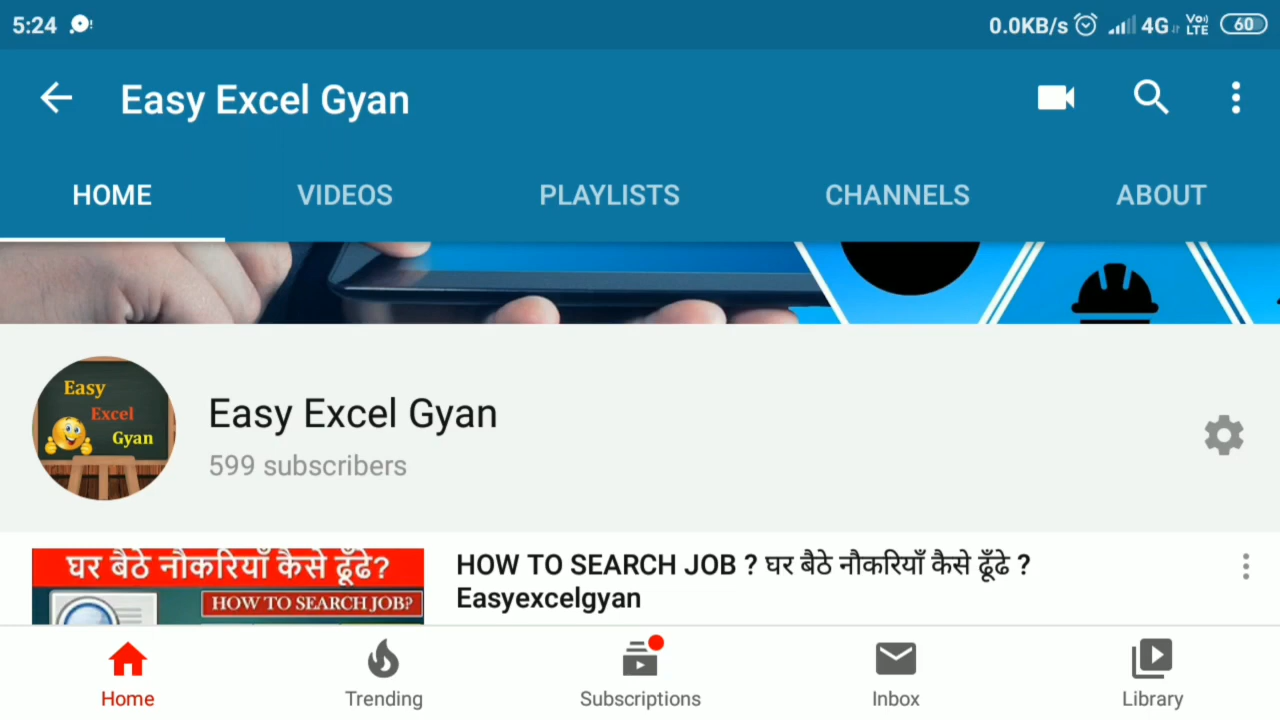 5:24
0.0KB/s 4G Vo) LTE 60
Easy Excel Gyan
HOME VIDEOS PLAYLISTS CHANNELS ABOUT
Easy
Excel
Gyan
Easy Excel Gyan
599 subscribers
घर बैठे नौकरियाँ कैसे ढूँढे?
HOW TO SEARCH JOB?
HOW TO SEARCH JOB ? घर बैठे नौकरियाँ कैसे ढूँढे ?
Easyexcelgyan
Home Trending Subscriptions Inbox Library